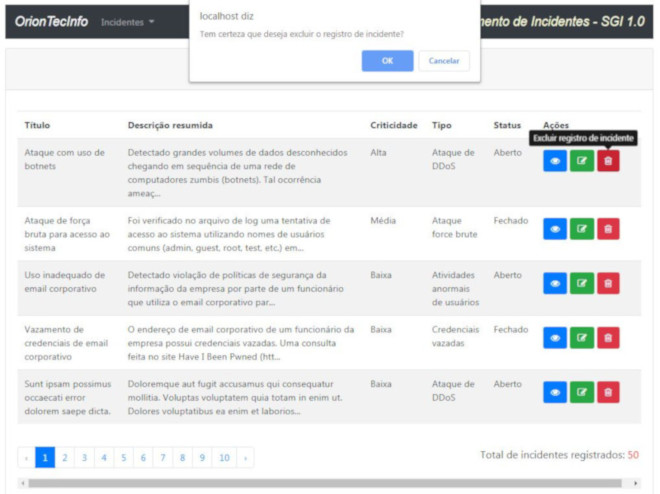 OrionTecInfo Incidentes
localhost diz
Tem certeza que deseja excluir o registro de incidente?
OK Cancelar
mento de Incidentes - SGI 1.0
Título Descrição resumida Criticidade Tipo Status Ações
Excluir registro de incidente
Ataque com uso de
botnets
Detectado grandes volumes de dados desconhecidos
chegando em sequência de uma rede de
computadores zumbis (botnets). Tal ocorrência
ameaç...
Alta
Ataque de
DDoS
Aberto
Ataque de força
bruta para acesso ao
sistema
Foi verificado no arquivo de log uma tentativa de
acesso ao sistema utilizando nomes de usuários
comuns (admin, guest, root, test, etc.) em...
Média
Ataque
force brute
Fechado
Uso inadequado de
email corporativo
Detectado violação de políticas de segurança da
informação da empresa por parte de um funcionário
que utiliza o email corporativo par...
Baixa
Atividades
anormais
de usuários
Aberto
Vazamento de
credenciais de email
corporativo
O endereço de email corporativo de um funcionário da
empresa possui credenciais vazadas. Uma consulta
feita no site Have I Been Pwned (htt...
Baixa
Credenciais
vazadas
Fechado
Sunt ipsam possimus
occaecati error
dolorem saepe dicta.
Doloremque aut fugit accusamus qui consequatur
mollitia. Voluptas voluptatem quia totam in enim ut.
Dolores voluptatibus ea enim et laborios...
Baixa
Ataque de
DDoS
Aberto
‹ 1 2 3 4 5 6 7 8 9 10 ›
Total de incidentes registrados: 50